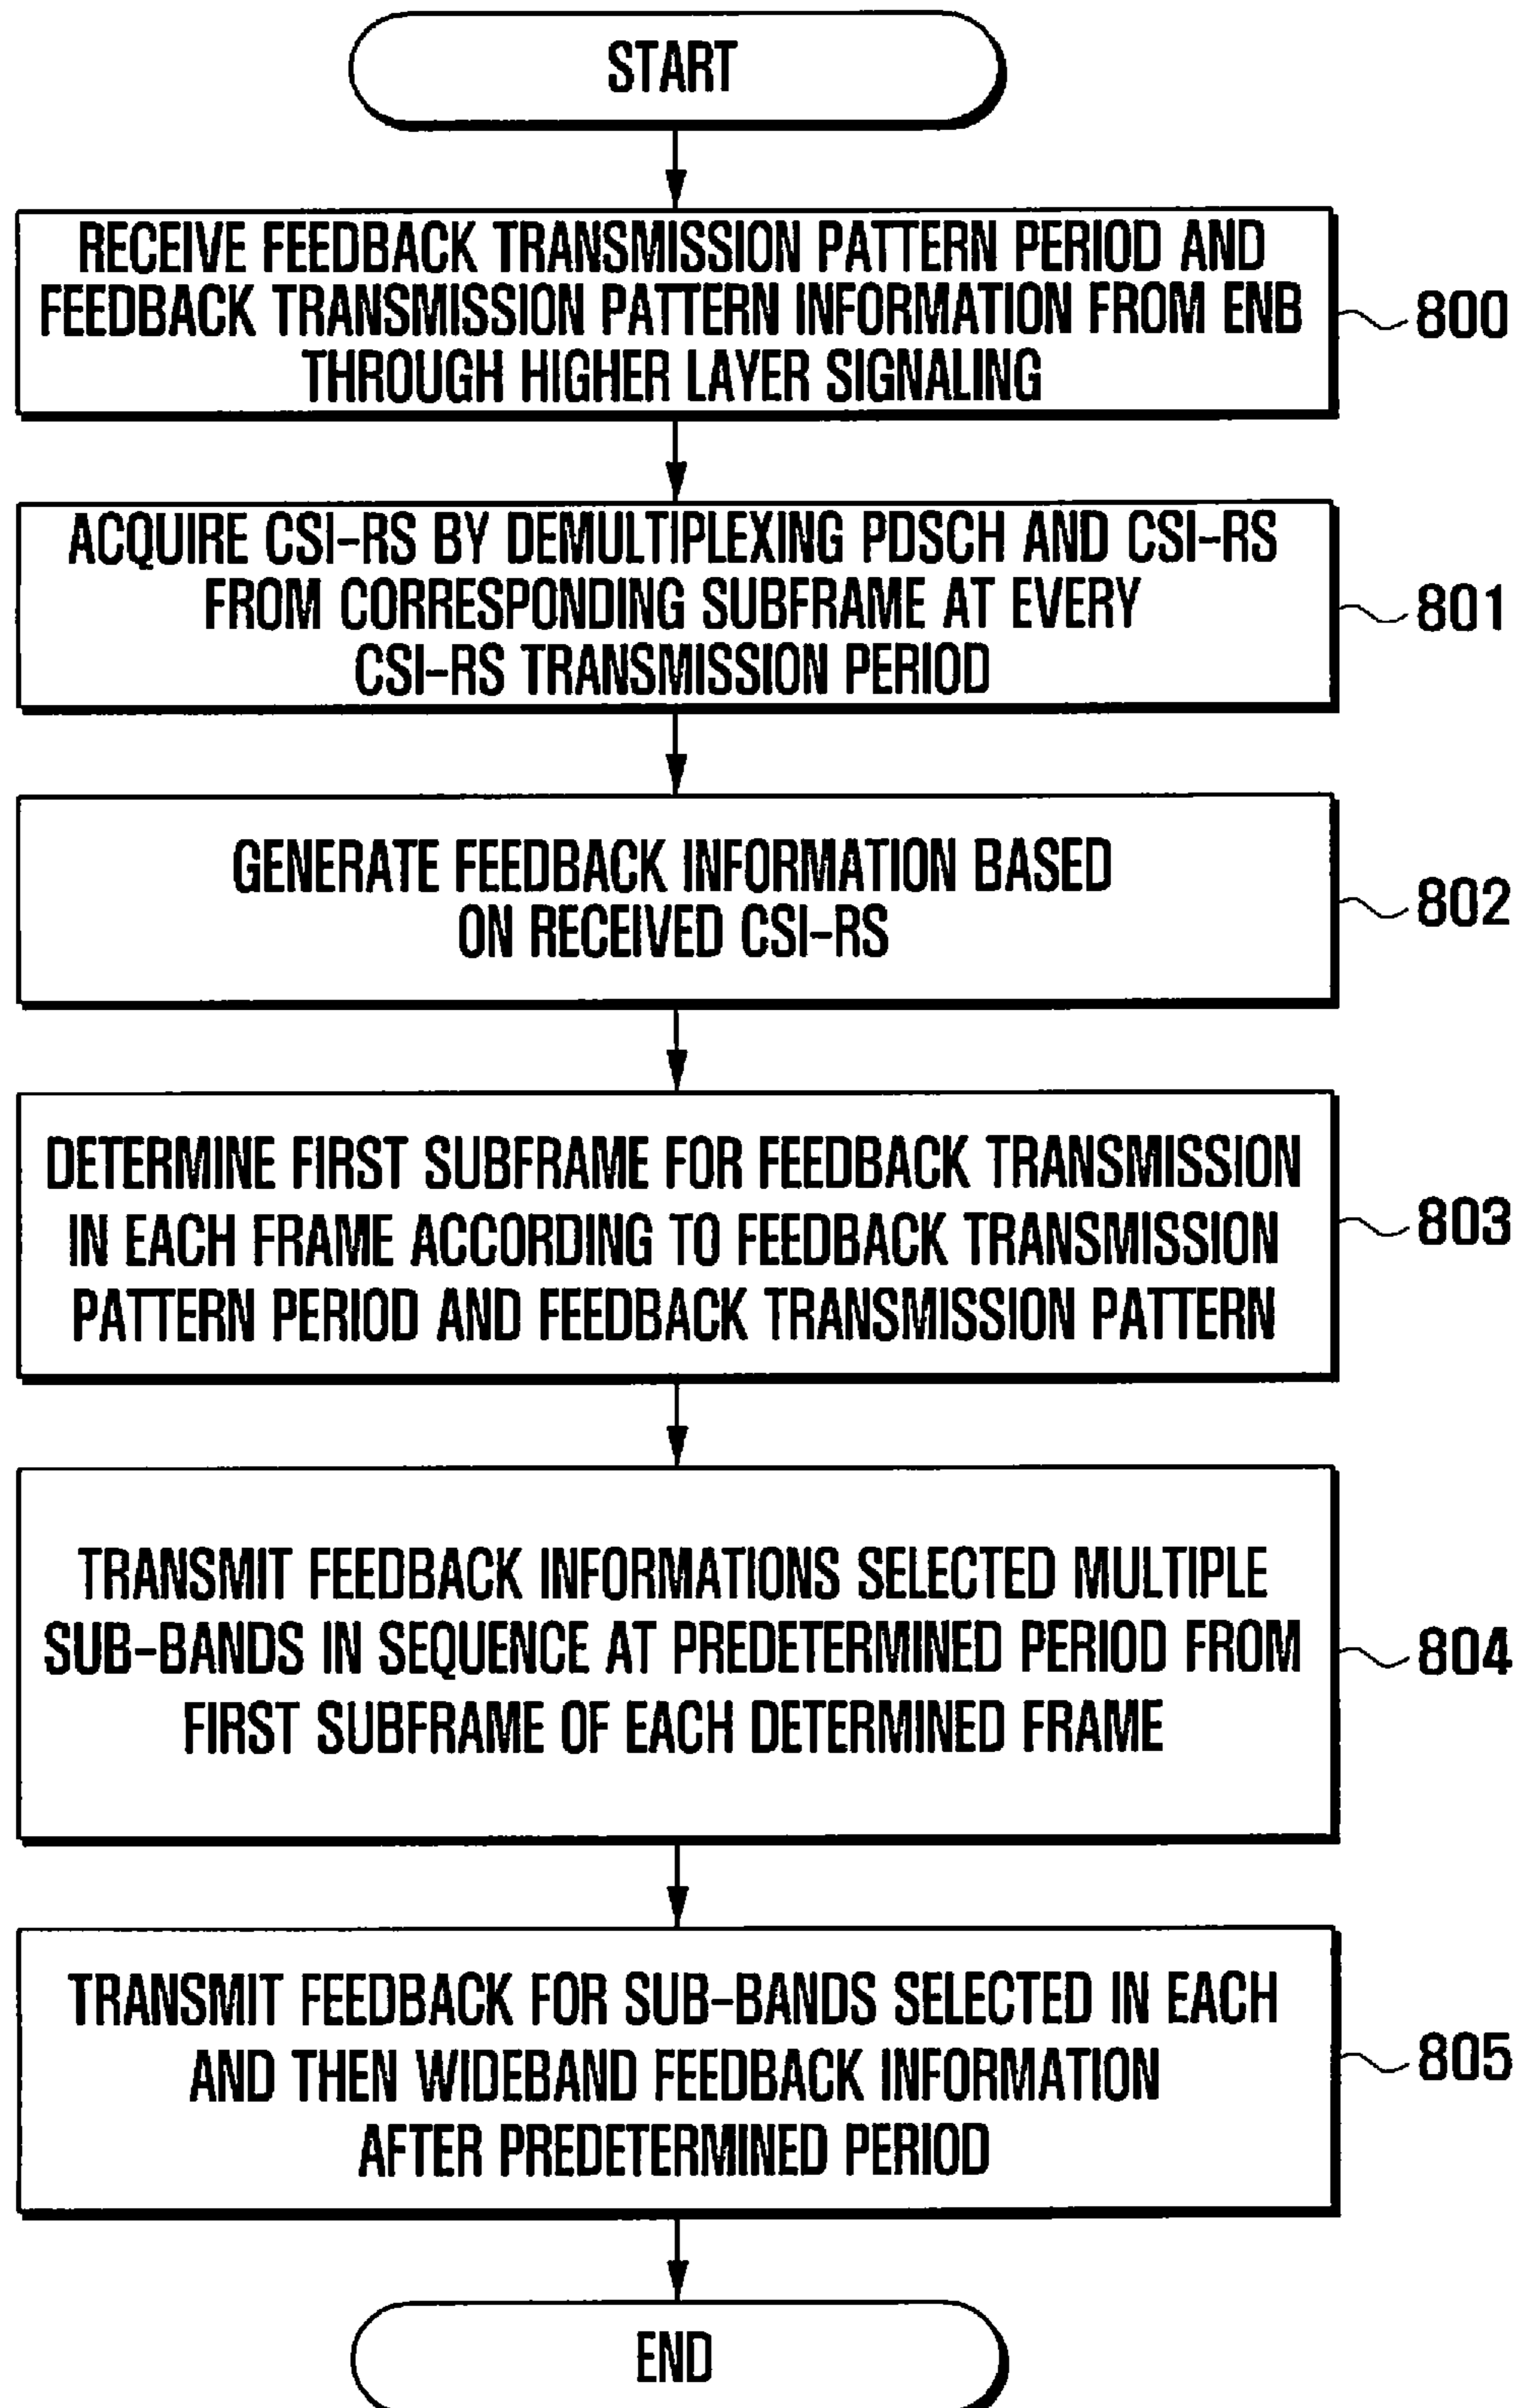 START
RECEIVE FEEDBACK TRANSMISSION PATTERN PERIOD AND
FEEDBACK TRANSMISSION PATTERN INFORMATION FROM ENB
THROUGH HIGHER LAYER SIGNALING
800
ACQUIRE CSI-RS BY DEMULTIPLEXING PDSCH AND CSI-RS
FROM CORRESPONDING SUBFRAME AT EVERY
CSI-RS TRANSMISSION PERIOD
801
GENERATE FEEDBACK INFORMATION BASED
ON RECEIVED CSI-RS
802
DETERMINE FIRST SUBFRAME FOR FEEDBACK TRANSMISSION
IN EACH FRAME ACCORDING TO FEEDBACK TRANSMISSION
PATTERN PERIOD AND FEEDBACK TRANSMISSION PATTERN
803
TRANSMIT FEEDBACK INFORMATIONS SELECTED MULTIPLE
SUB-BANDS IN SEQUENCE AT PREDETERMINED PERIOD FROM
FIRST SUBFRAME OF EACH DETERMINED FRAME
804
TRANSMIT FEEDBACK FOR SUB-BANDS SELECTED IN EACH
AND THEN WIDEBAND FEEDBACK INFORMATION
AFTER PREDETERMINED PERIOD
805
END